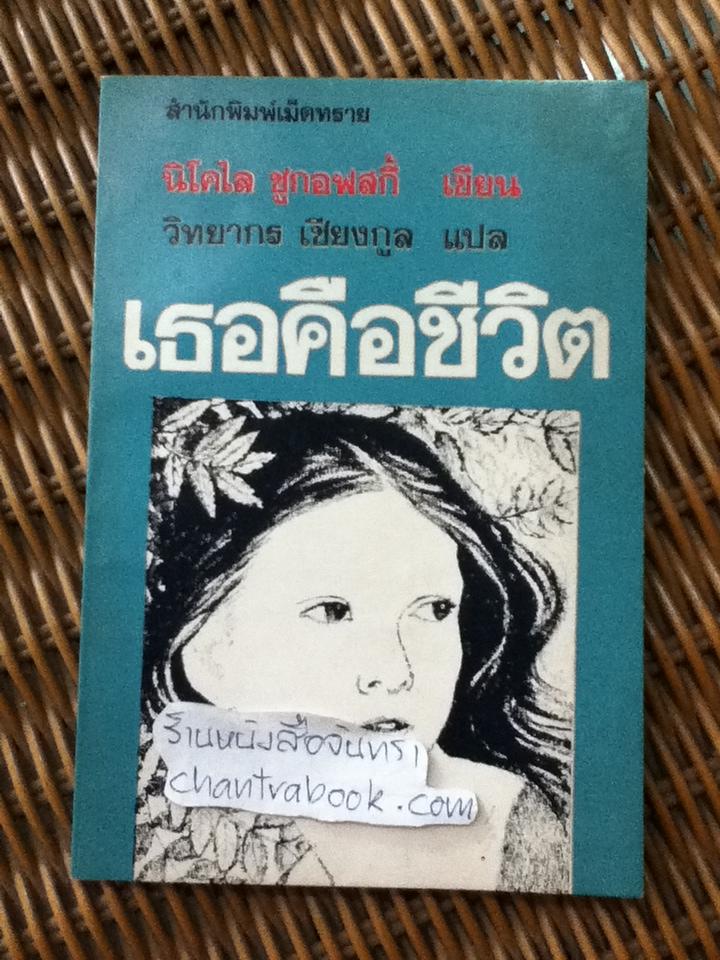 สำนักพิมพ์เม็ดทราย
นิโคไล ชูกอฟสกี้ เขียน
วิทยากร เชียงกูล แปล
เธอคือชีวิต
ร้านหนังสือจันทรา
chantrabook.com